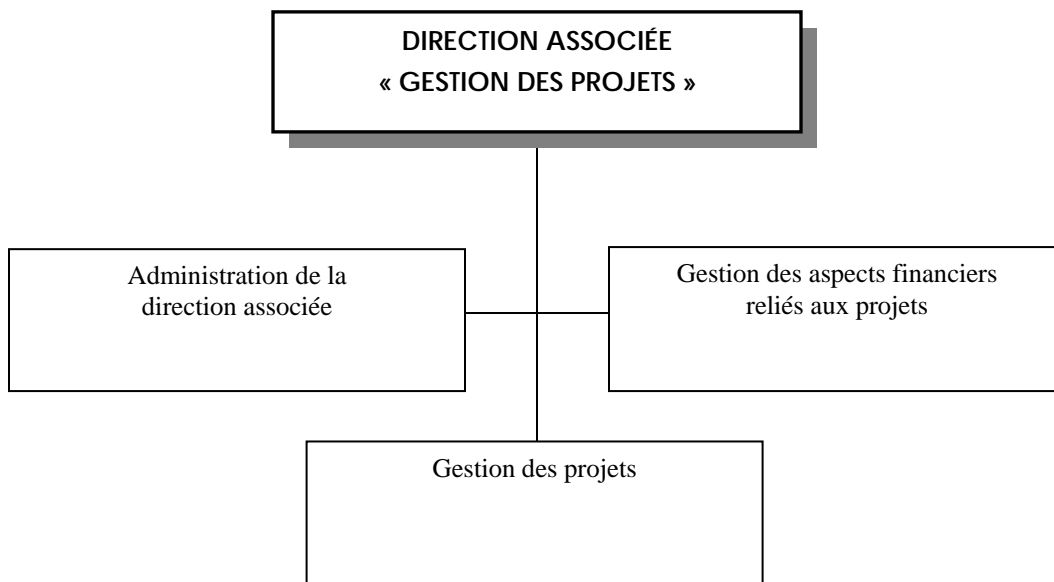 DIRECTION ASSOCIÉE
« GESTION DES PROJETS »
Administration de la
direction associée
Gestion des aspects financiers
reliés aux projets
Gestion des projets